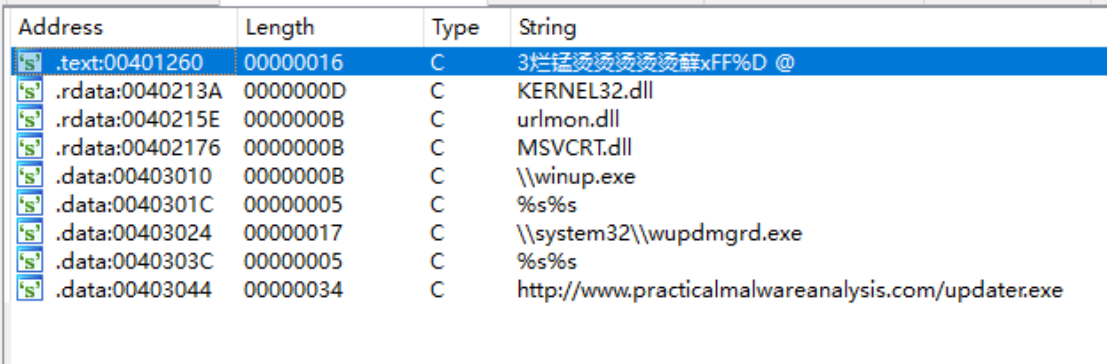 Address Length Type String
's' .text:00401260 00000016 C 3烂锰烫烫烫烫烫蘚xFF%D @
's' .rdata:0040213A 0000000D C KERNEL32.dll
's' .rdata:0040215E 0000000B C urlmon.dll
's' .rdata:00402176 0000000B C MSVCRT.dll
's' .data:00403010 0000000B C \\winup.exe
's' .data:0040301C 00000005 C %s%s
's' .data:00403024 00000017 C \\system32\\wupdmgrd.exe
's' .data:0040303C 00000005 C %s%s
's' .data:00403044 00000034 C http://www.practicalmalwareanalysis.com/updater.exe